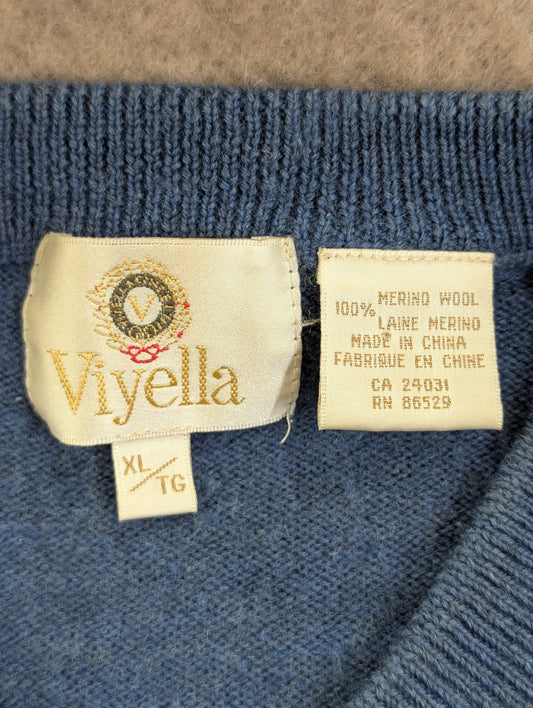 V
Viyella
XL/TG
100% MERINO WOOL
LAINE MERINO
MADE IN CHINA
FABRIQUE EN CHINE
CA 24031
RN 86529